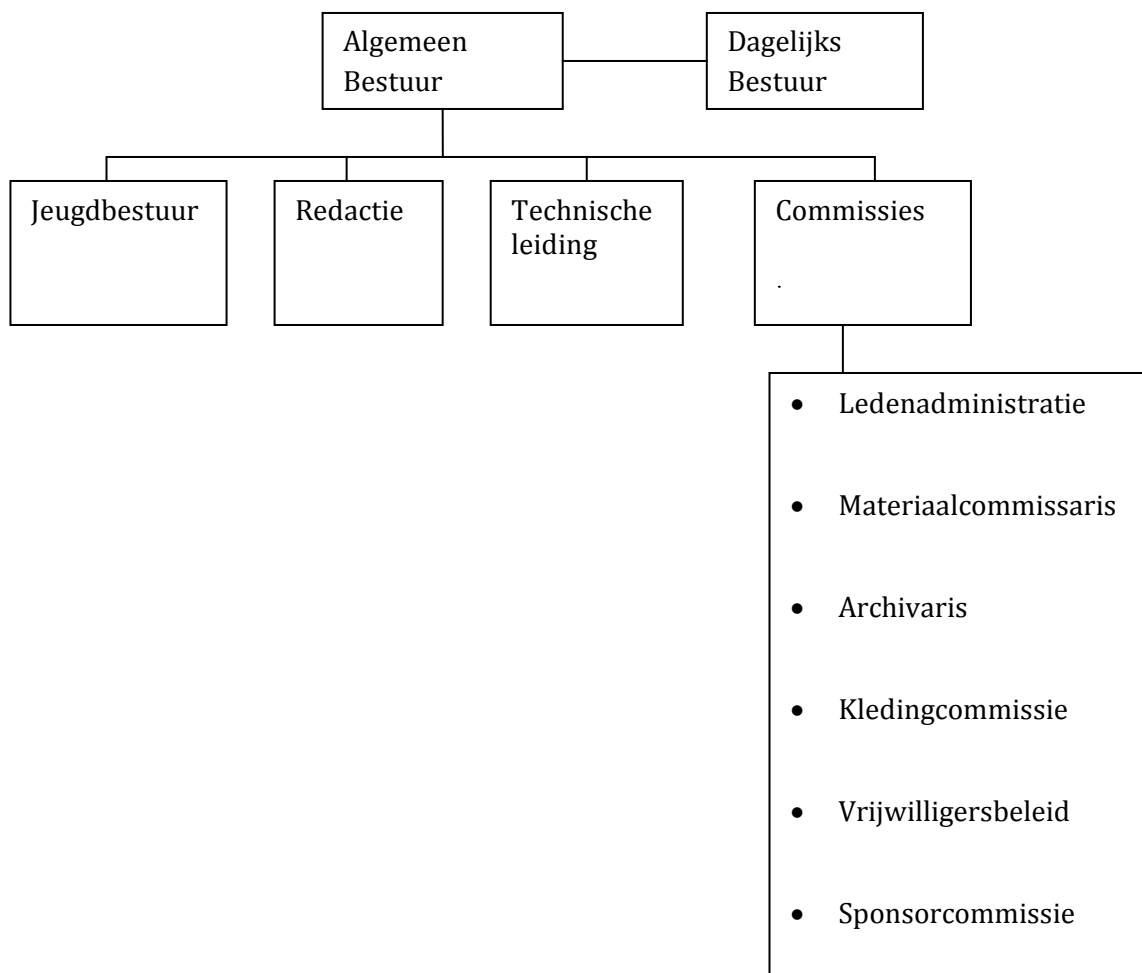 Algemeen
Bestuur
Dagelijks
Bestuur
Jeugdbestuur
Redactie
Technische
leiding
Commissies
.
• Ledenadministratie
• Materiaalcommissaris
• Archivaris
• Kledingcommissie
• Vrijwilligersbeleid
• Sponsorcommissie